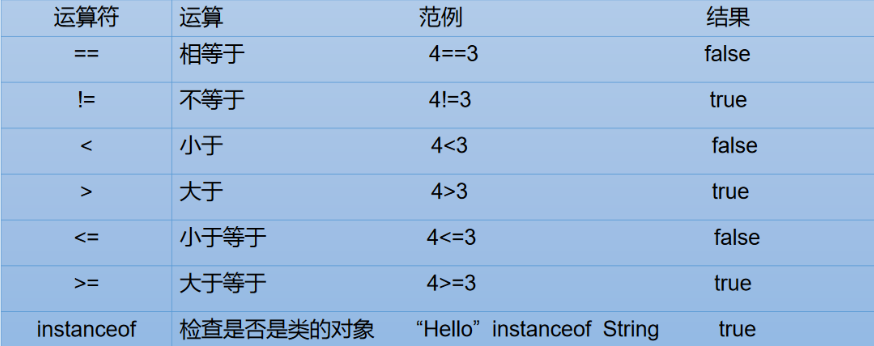 运算符 运算 范例 结果
== 相等于 4==3 false
!= 不等于 4!=3 true
< 小于 4<3 false
> 大于 4>3 true
<= 小于等于 4<=3 false
>= 大于等于 4>=3 true
instanceof 检查是否是类的对象 “Hello” instanceof String true